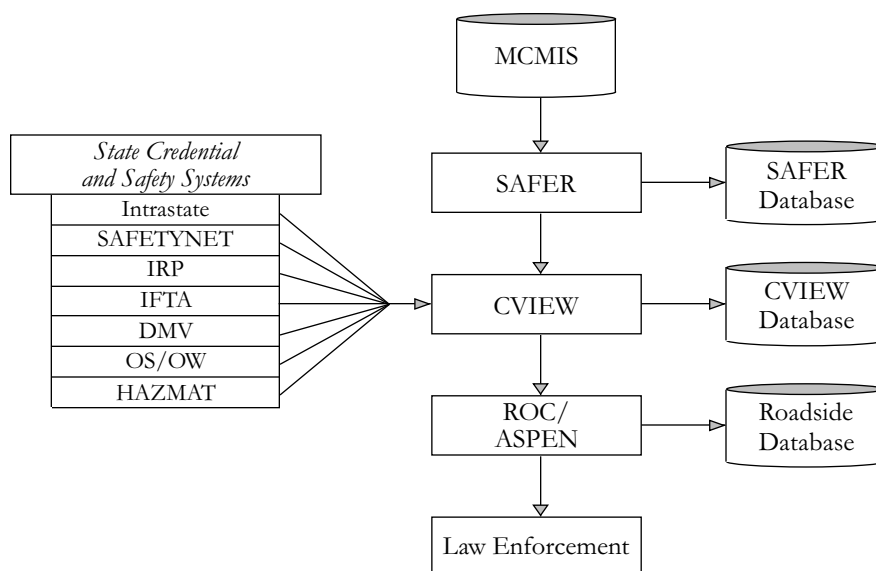 MCMIS
State Credential
and Safety Systems
Intrastate
SAFETYNET
IRP
IFTA
DMV
OS/OW
HAZMAT
SAFER
SAFER
Database
CVIEW
CVIEW
Database
ROC/
ASPEN
Roadside
Database
Law Enforcement